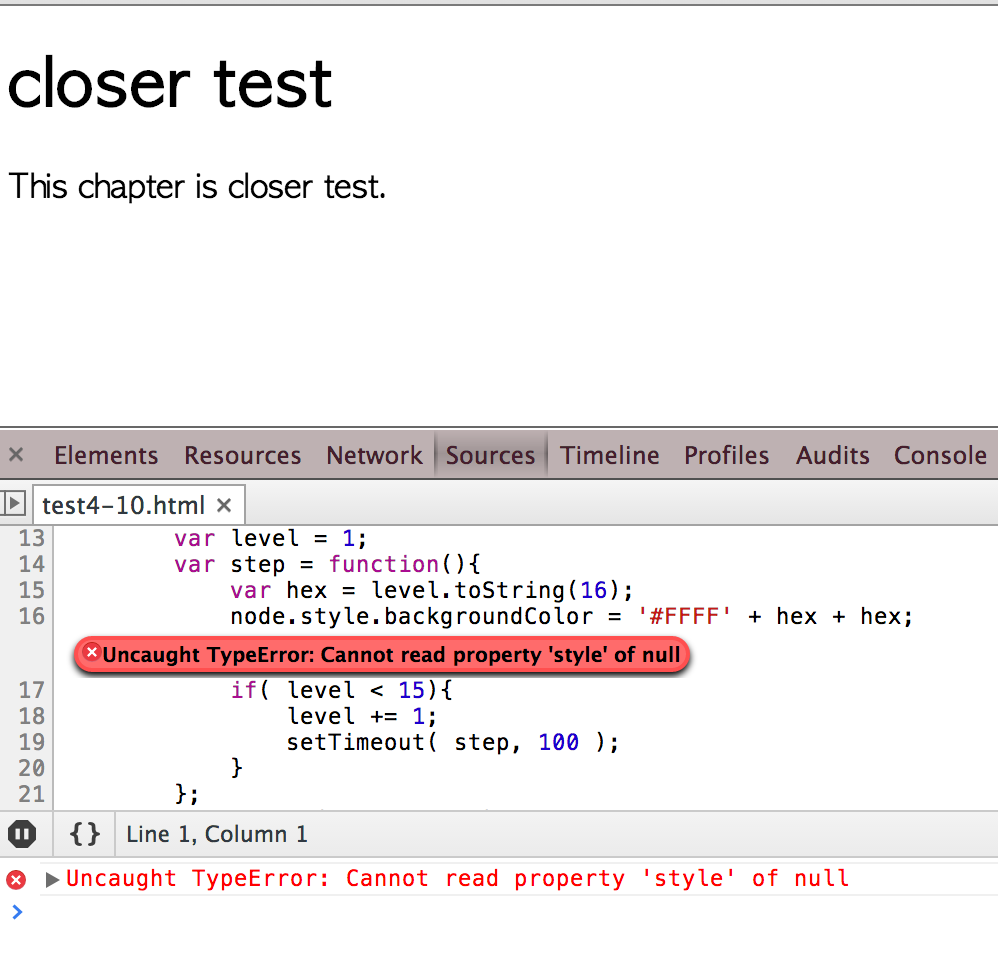 closer test
This chapter is closer test.
× Elements Resources Network Sources Timeline Profiles Audits Console
test4-10.html ×
13 var level = 1;
14 var step = function(){
15 var hex = level.toString(16);
16 node.style.backgroundColor = '#FFFF' + hex + hex;
Uncaught TypeError: Cannot read property 'style' of null
17 if( level < 15){
18 level += 1;
19 setTimeout( step, 100 );
20 }
21 };
{} Line 1, Column 1
Uncaught TypeError: Cannot read property 'style' of null
>